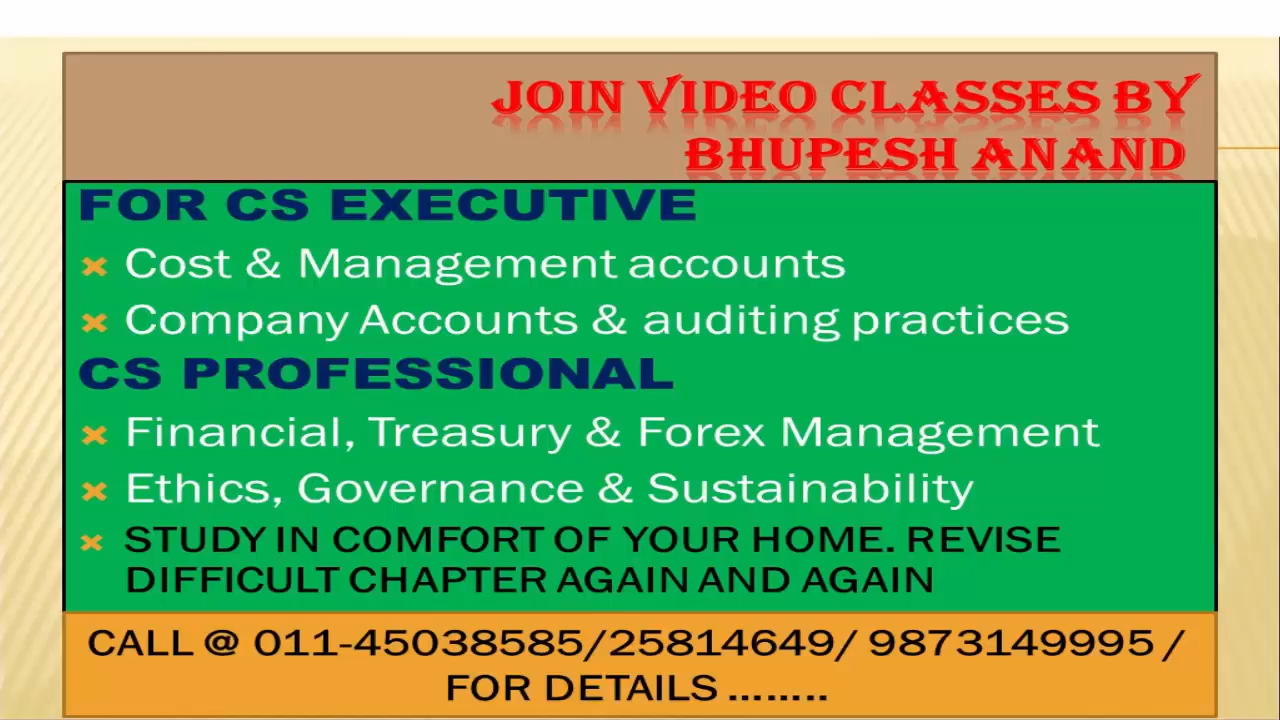 JOIN VIDEO CLASSES BY
BHUPESH ANAND
FOR CS EXECUTIVE
Cost & Management accounts
Company Accounts & auditing practices
CS PROFESSIONAL
Financial, Treasury & Forex Management
Ethics, Governance & Sustainability
STUDY IN COMFORT OF YOUR HOME. REVISE
DIFFICULT CHAPTER AGAIN AND AGAIN
CALL @ 011-45038585/25814649/ 9873149995 /
FOR DETAILS ........